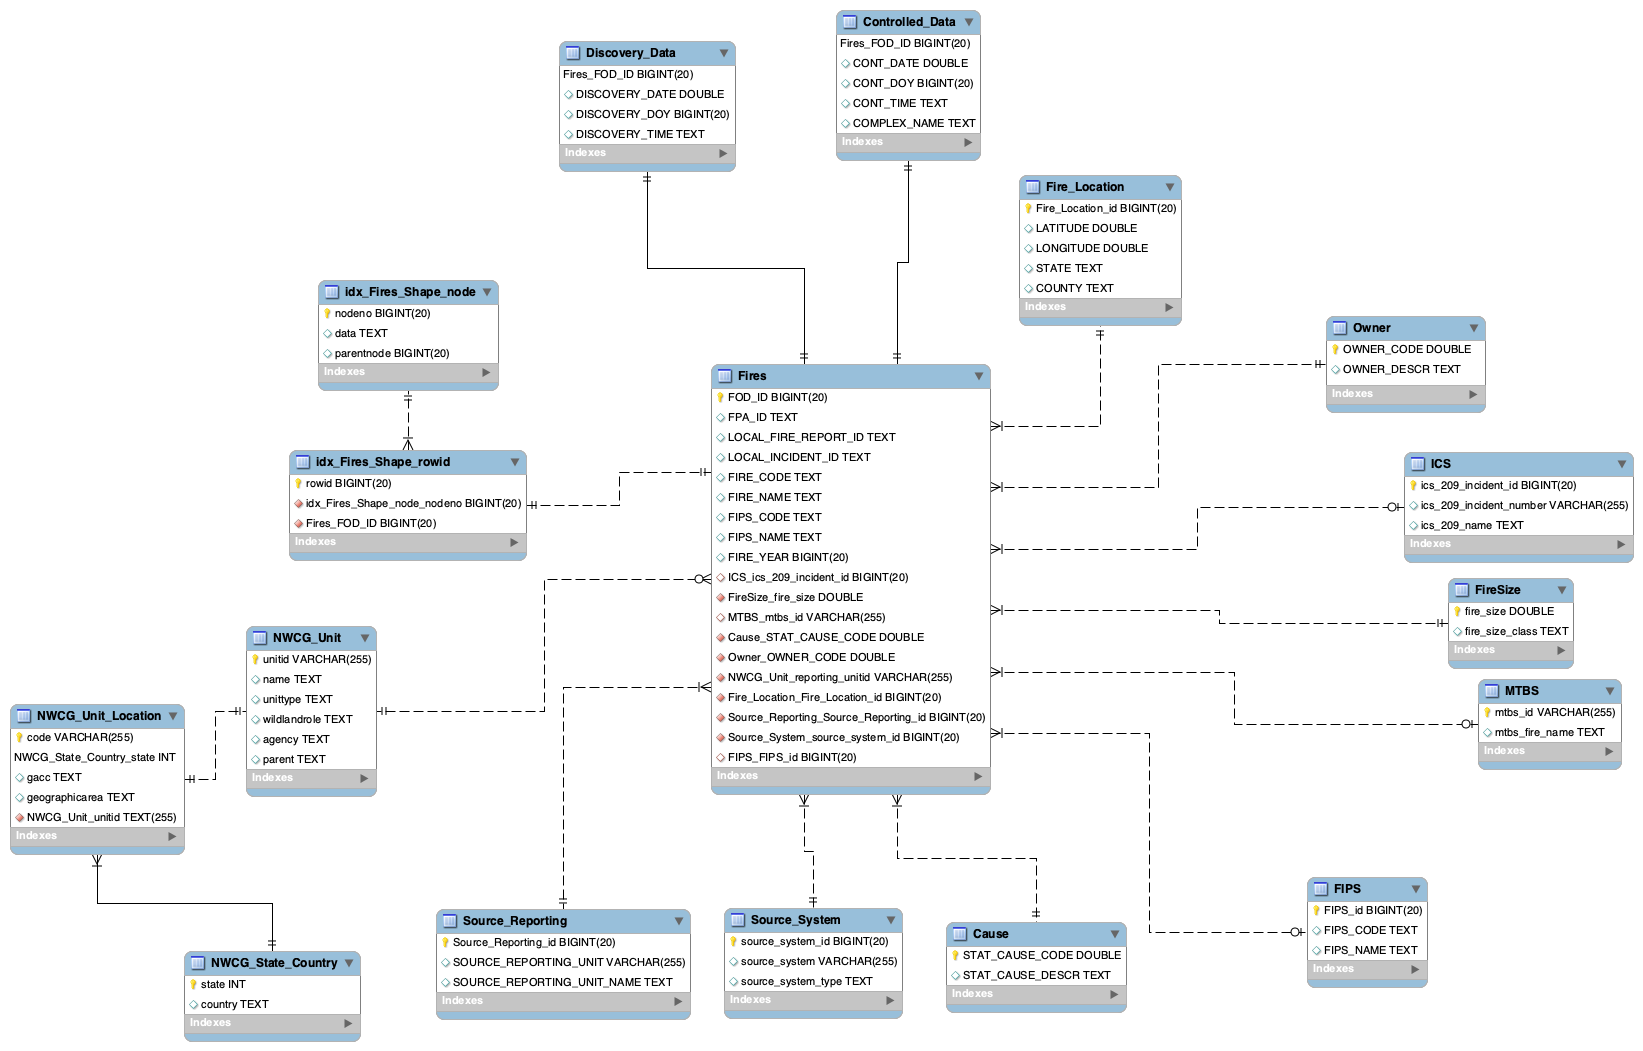 Controlled_Data
Fires_FOD_ID BIGINT(20)
CONT_DATE DOUBLE
CONT_DOY BIGINT(20)
CONT_TIME TEXT
COMPLEX_NAME TEXT
Indexes
Discovery_Data
Fires_FOD_ID BIGINT(20)
DISCOVERY_DATE DOUBLE
DISCOVERY_DOY BIGINT(20)
DISCOVERY_TIME TEXT
Indexes
Fire_Location
Fire_Location_id BIGINT(20)
LATITUDE DOUBLE
LONGITUDE DOUBLE
STATE TEXT
COUNTY TEXT
Indexes
idx_Fires_Shape_node
nodeno BIGINT(20)
data TEXT
parentnode BIGINT(20)
Indexes
Owner
OWNER_CODE DOUBLE
OWNER_DESCR TEXT
Indexes
Fires
FOD_ID BIGINT(20)
FPA_ID TEXT
LOCAL_FIRE_REPORT_ID TEXT
LOCAL_INCIDENT_ID TEXT
FIRE_CODE TEXT
FIRE_NAME TEXT
FIPS_CODE TEXT
FIPS_NAME TEXT
FIRE_YEAR BIGINT(20)
ICS_ics_209_incident_id BIGINT(20)
FireSize_fire_size DOUBLE
MTBS_mtbs_id VARCHAR(255)
Cause_STAT_CAUSE_CODE DOUBLE
Owner_OWNER_CODE DOUBLE
NWCG_Unit_reporting_unitid VARCHAR(255)
Fire_Location_Fire_Location_id BIGINT(20)
Source_Reporting_Source_Reporting_id BIGINT(20)
Source_System_source_system_id BIGINT(20)
FIPS_FIPS_id BIGINT(20)
Indexes
idx_Fires_Shape_rowid
rowid BIGINT(20)
idx_Fires_Shape_node_nodeno BIGINT(20)
Fires_FOD_ID BIGINT(20)
Indexes
ICS
ics_209_incident_id BIGINT(20)
ics_209_incident_number VARCHAR(255)
ics_209_name TEXT
Indexes
FireSize
fire_size DOUBLE
fire_size_class TEXT
Indexes
NWCG_Unit
unitid VARCHAR(255)
name TEXT
unittype TEXT
wildlandrole TEXT
agency TEXT
parent TEXT
Indexes
MTBS
mtbs_id VARCHAR(255)
mtbs_fire_name TEXT
Indexes
NWCG_Unit_Location
code VARCHAR(255)
NWCG_State_Country_state INT
gacc TEXT
geographicarea TEXT
NWCG_Unit_unitid TEXT(255)
Indexes
FIPS
FIPS_id BIGINT(20)
FIPS_CODE TEXT
FIPS_NAME TEXT
Indexes
Source_Reporting
Source_Reporting_id BIGINT(20)
SOURCE_REPORTING_UNIT VARCHAR(255)
SOURCE_REPORTING_UNIT_NAME TEXT
Indexes
Source_System
source_system_id BIGINT(20)
source_system VARCHAR(255)
source_system_type TEXT
Indexes
Cause
STAT_CAUSE_CODE DOUBLE
STAT_CAUSE_DESCR TEXT
Indexes
NWCG_State_Country
state INT
country TEXT
Indexes